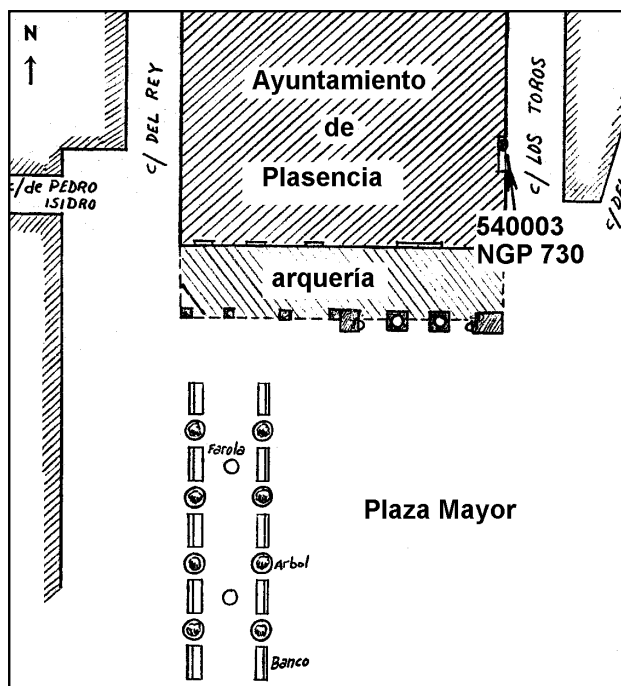 N
c/ DEL REY
Ayuntamiento
de
Plasencia
c/ LOS TOROS
c/de PEDRO
ISIDRO
540003
NGP 730
c/DEL
arquería
Farola
Plaza Mayor
Arbol
Banco